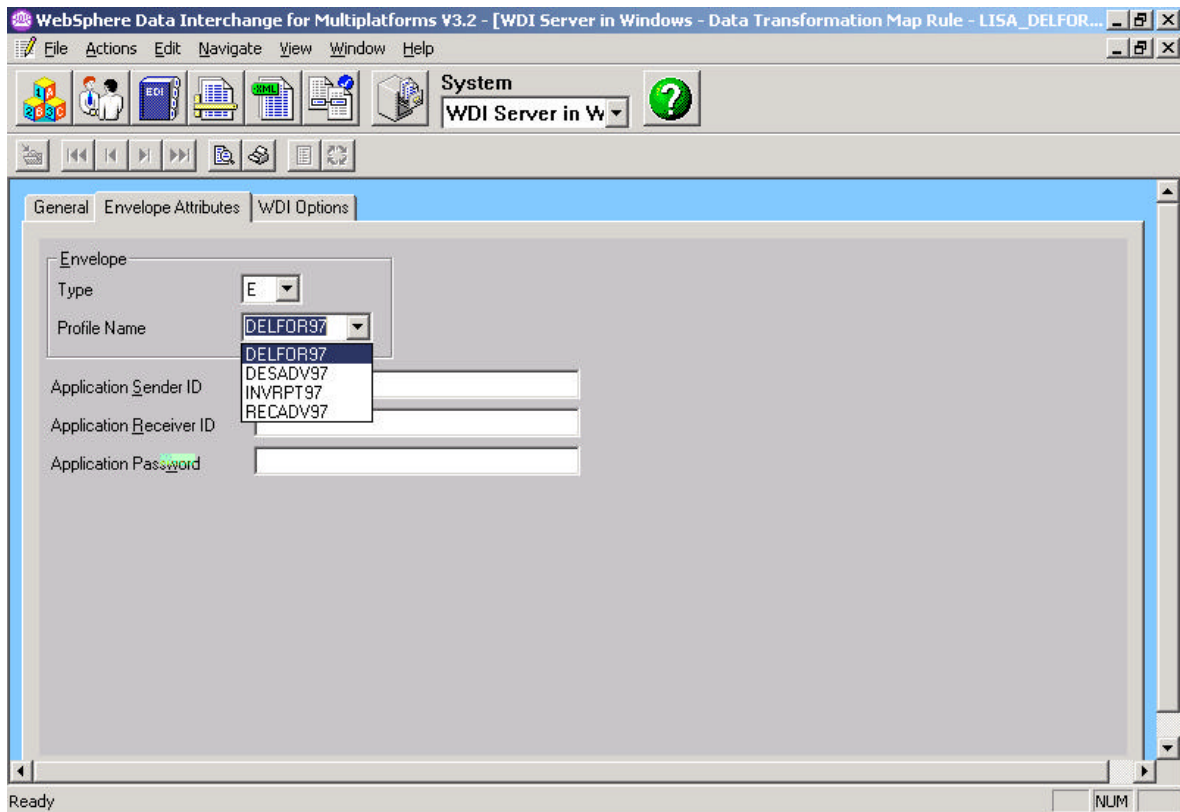 WebSphere Data Interchange for Multiplatforms V3.2 - [WDI Server in Windows - Data Transformation Map Rule - LISA_DELFOR...
File Actions Edit Navigate View Window Help
EDI
XML
System
WDI Server in W
?
General Envelope Attributes WDI Options
Envelope
Type E
Profile Name DELFOR97
DELFOR97
DESADV97
INVRPT97
RECADV97
Application Sender ID
Application Receiver ID
Application Password
Ready NUM